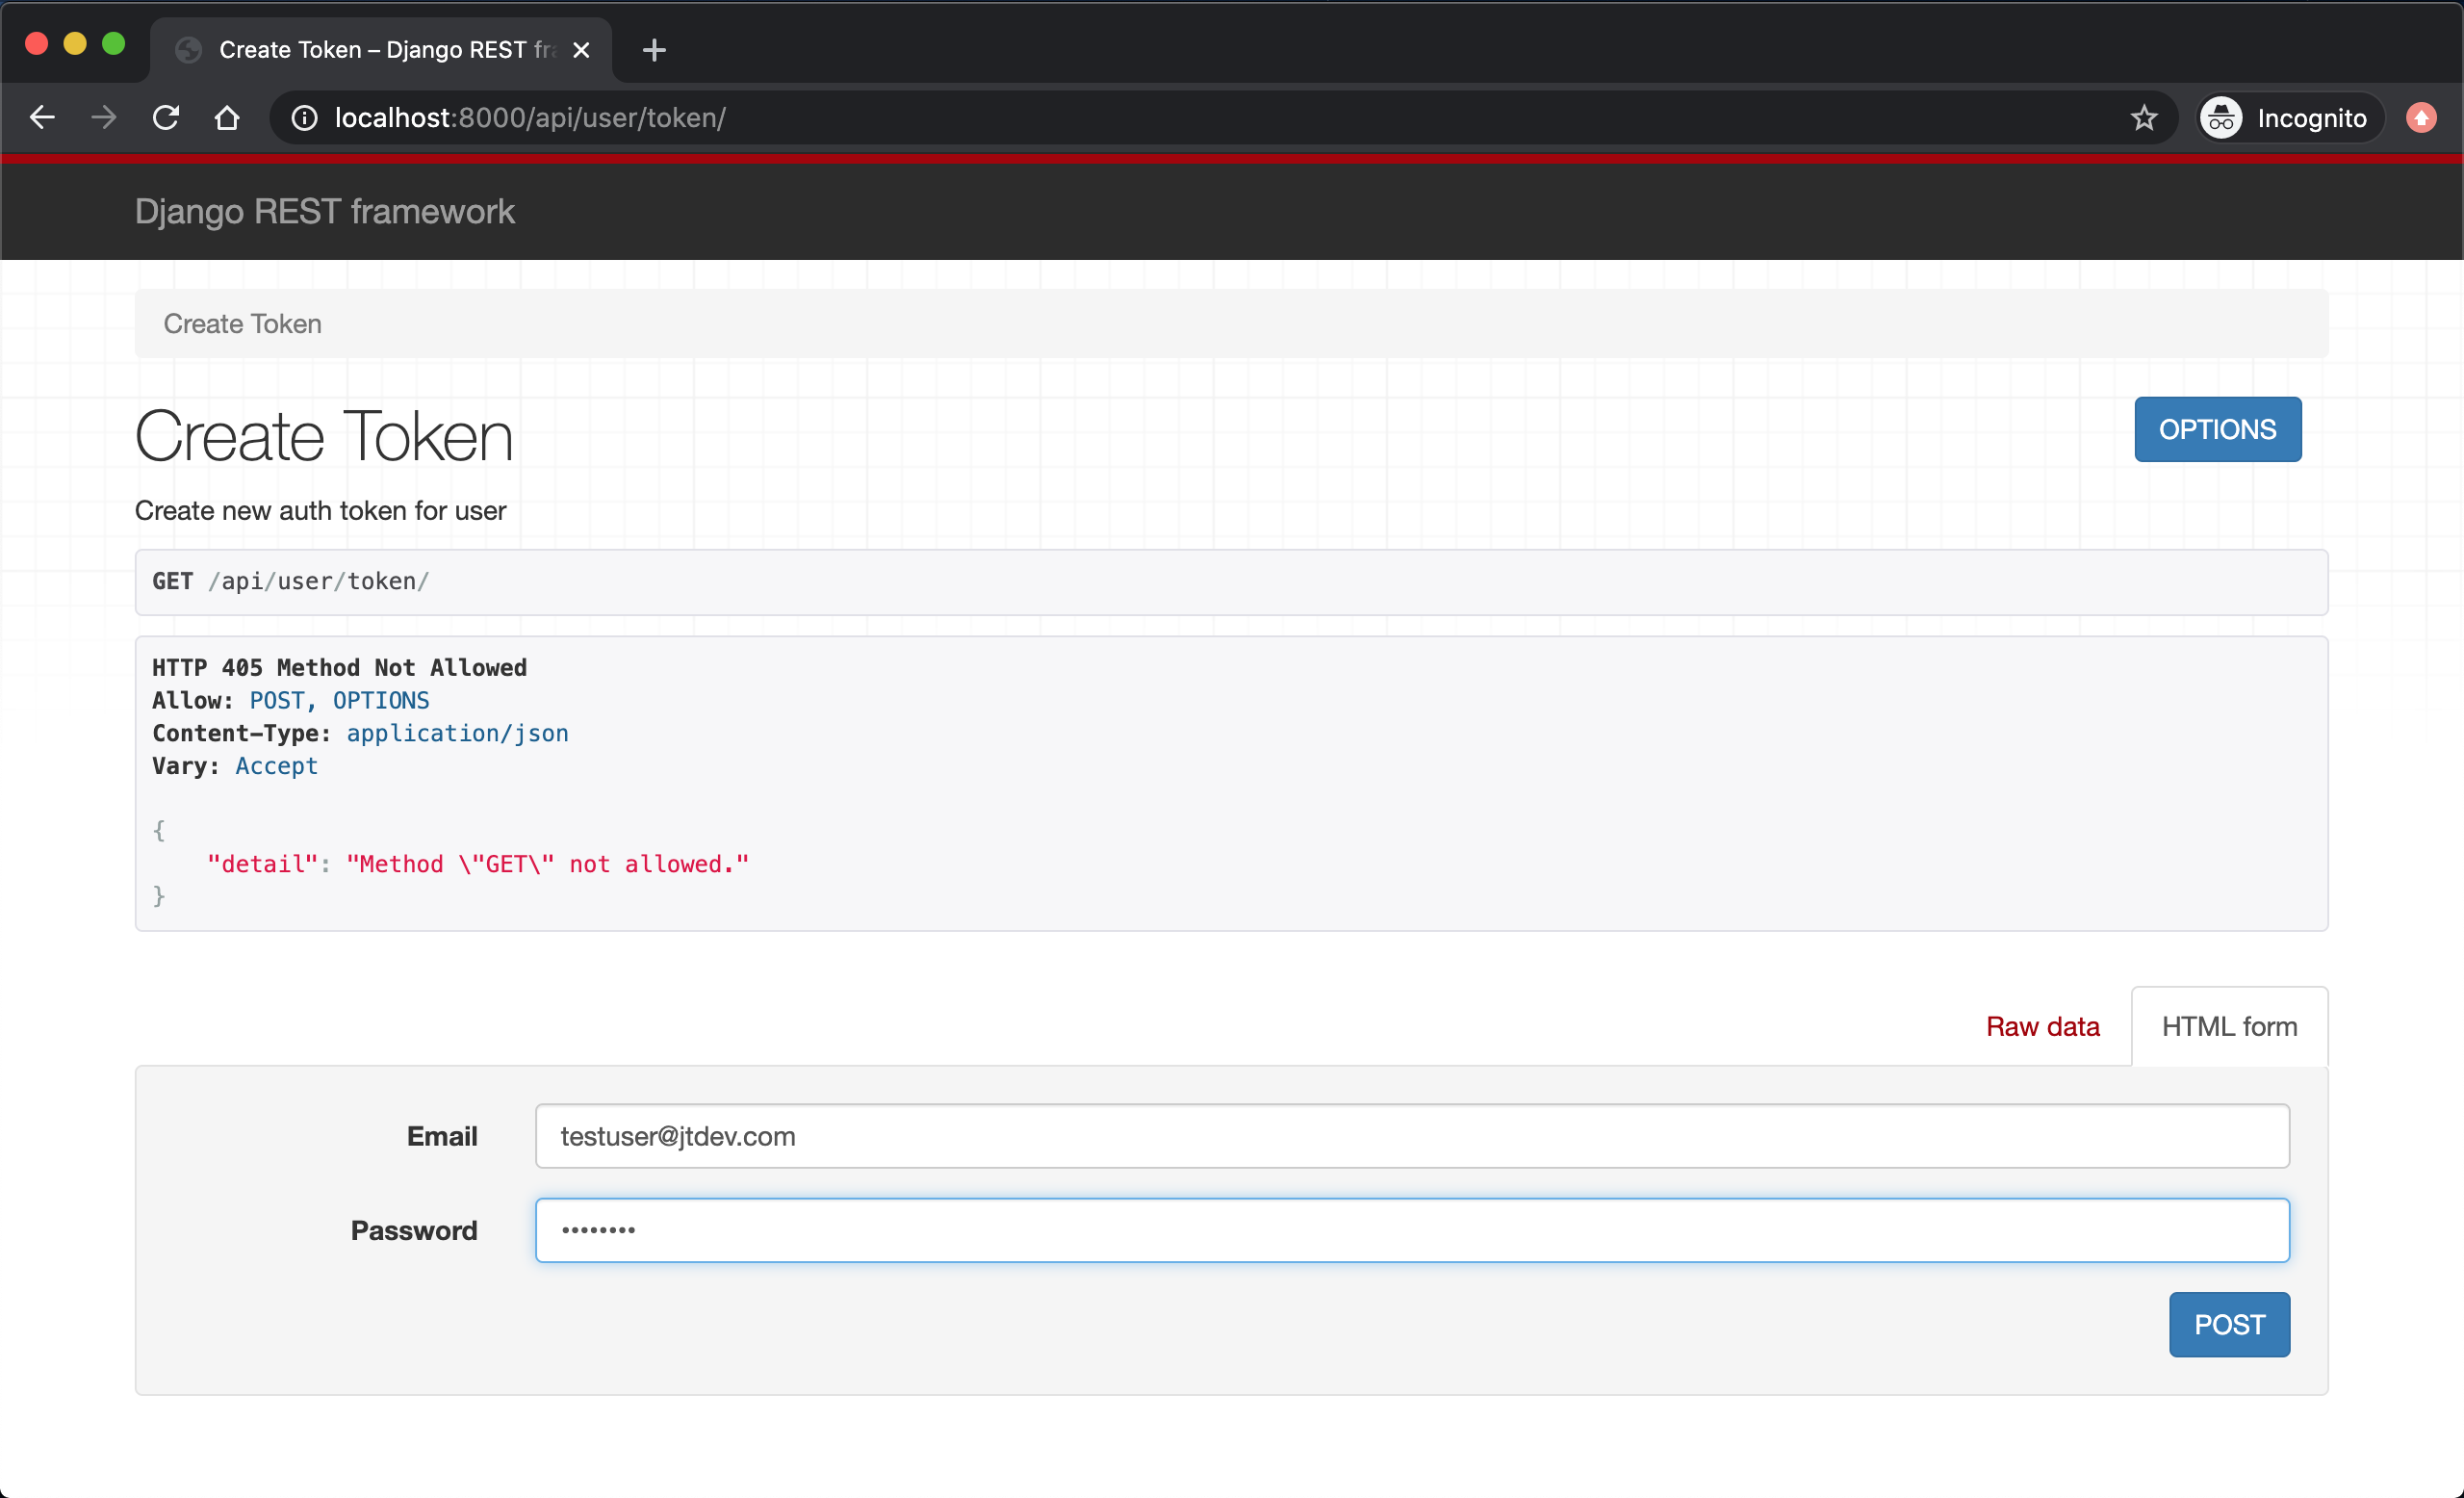 Create Token – Django REST fra
localhost:8000/api/user/token/
Incognito
Django REST framework
Create Token
Create Token
OPTIONS
Create new auth token for user
GET /api/user/token/
HTTP 405 Method Not Allowed
Allow: POST, OPTIONS
Content-Type: application/json
Vary: Accept
{
"detail": "Method \"GET\" not allowed."
}
Raw data
HTML form
Email
testuser@jtdev.com
Password
••••••••
POST